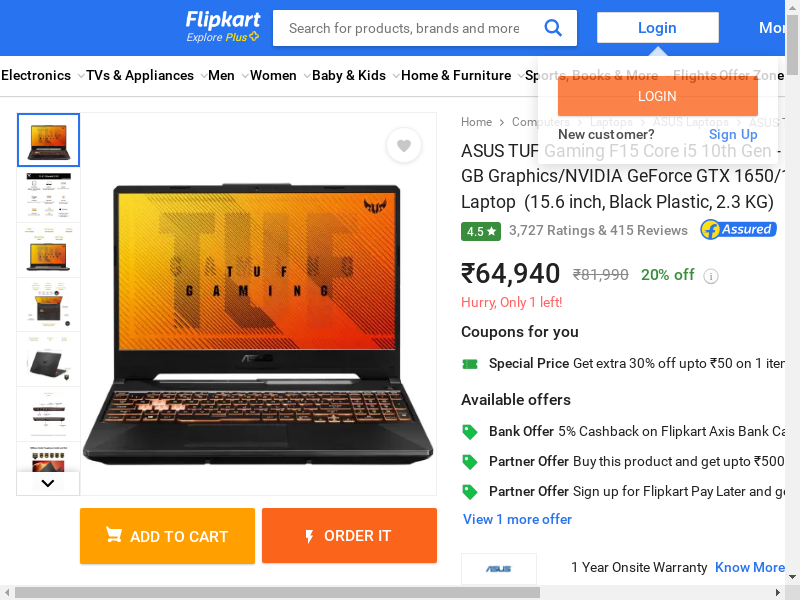 Flipkart
Explore Plus
Search for products, brands and more
Login
Mor
Electronics
TVs & Appliances
Men
Women
Baby & Kids
Home & Furniture
Sports, Books & More
Flights
Offer Zone
LOGIN
New customer?
Sign Up
Home
Computers
Laptops
ASUS Laptops
ASUS T
ASUS TUF Gaming F15 Core i5 10th Gen -
GB Graphics/NVIDIA GeForce GTX 1650/1
Laptop (15.6 inch, Black Plastic, 2.3 KG)
4.5 ★
3,727 Ratings & 415 Reviews
Assured
₹64,940
₹81,990
20% off
i
Hurry, Only 1 left!
Coupons for you
Special Price Get extra 30% off upto ₹50 on 1 iter
Available offers
Bank Offer 5% Cashback on Flipkart Axis Bank Ca
Partner Offer Buy this product and get upto ₹500
Partner Offer Sign up for Flipkart Pay Later and ge
View 1 more offer
ASUS
1 Year Onsite Warranty
Know More
TUF
GAMING
TUF
GAMING
ASUS
ADD TO CART
ORDER IT